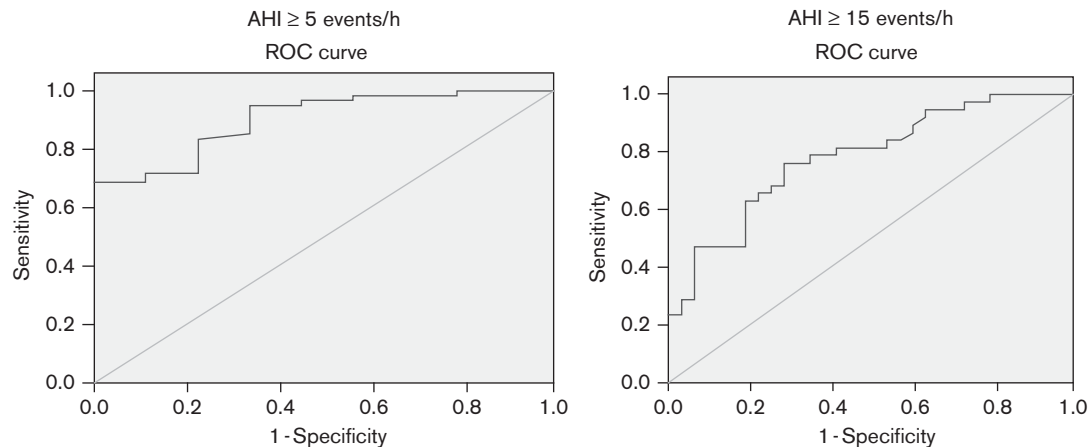 AHI ≥ 5 events/h
ROC curve
1.0
0.8
0.6
0.4
0.2
0.0
Sensitivity
0.0 0.2 0.4 0.6 0.8 1.0
1 - Specificity
AHI ≥ 15 events/h
ROC curve
1.0
0.8
0.6
0.4
0.2
0.0
Sensitivity
0.0 0.2 0.4 0.6 0.8 1.0
1 - Specificity